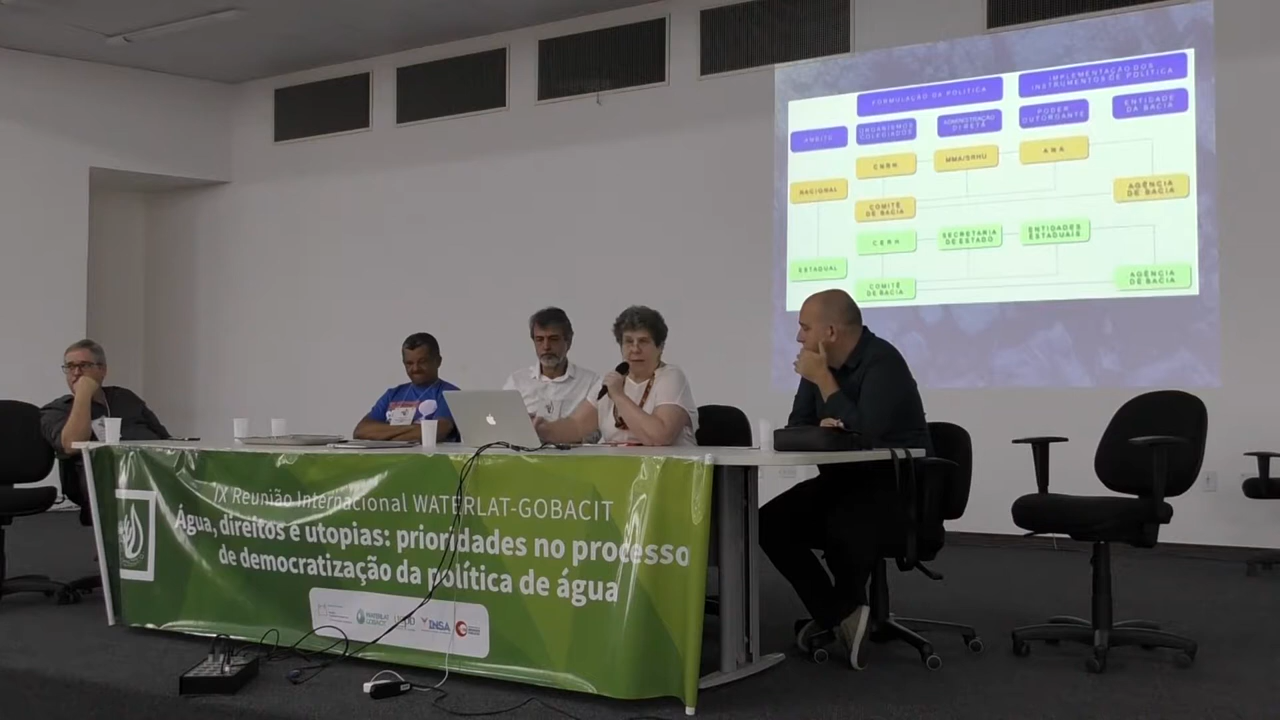 FORMULAÇÃO DA POLÍTICA
IMPLEMENTAÇÃO DOS
INSTRUMENTOS DE POLÍTICA
ÂMBITO
ORGANISMOS
COLEGIADOS
ADMINISTRAÇÃO
DIRETA
PODER
OUTORGANTE
ENTIDADE
DA BACIA
NACIONAL
CNRH
MMA/SRHU
ANA
COMITÊ
DE BACIA
AGÊNCIA
DE BACIA
ESTADUAL
CERH
SECRETARIA
DE ESTADO
ENTIDADES
ESTADUAIS
COMITÊ
DE BACIA
AGÊNCIA
DE BACIA
IX Reunião Internacional WATERLAT-GOBACIT
Água, direitos e utopias: prioridades no processo
de democratização da política de água
WATERLAT
GOBACIT
INSA